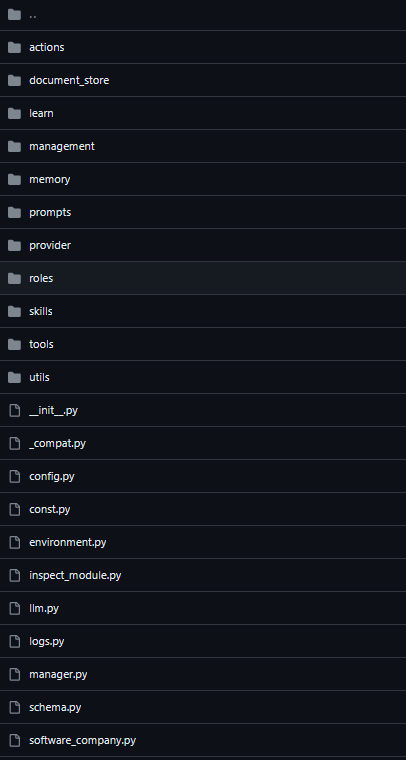 ..
actions
document_store
learn
management
memory
prompts
provider
roles
skills
tools
utils
__init__.py
_compat.py
config.py
const.py
environment.py
inspect_module.py
llm.py
logs.py
manager.py
schema.py
software_company.py